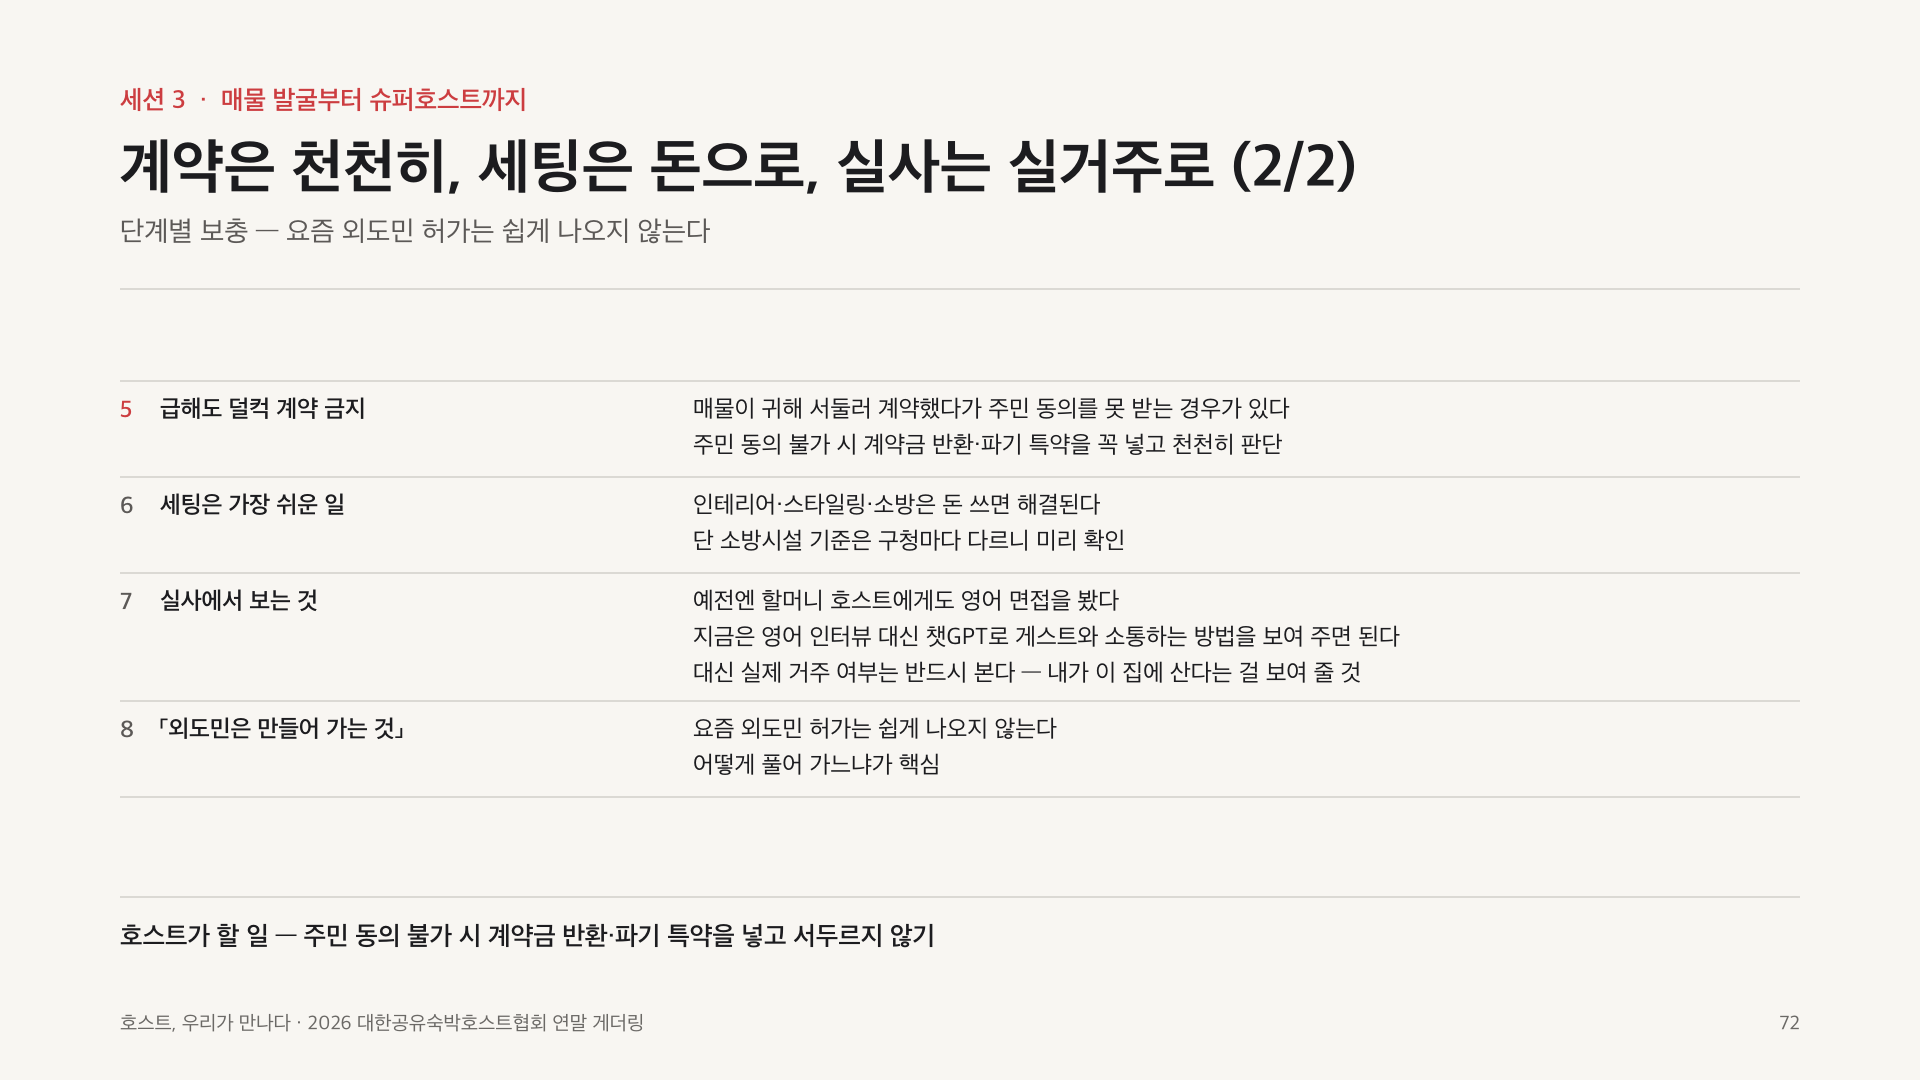 세션 3 · 매물 발굴부터 슈퍼호스트까지
계약은 천천히, 세팅은 돈으로, 실사는 실거주로 (2/2)
단계별 보충 — 요즘 외도민 허가는 쉽게 나오지 않는다
5 급해도 덜컥 계약 금지
매물이 귀해 서둘러 계약했다가 주민 동의를 못 받는 경우가 있다
주민 동의 불가 시 계약금 반환·파기 특약을 꼭 넣고 천천히 판단
6 세팅은 가장 쉬운 일
인테리어·스타일링·소방은 돈 쓰면 해결된다
단 소방시설 기준은 구청마다 다르니 미리 확인
7 실사에서 보는 것
예전엔 할머니 호스트에게도 영어 면접을 봤다
지금은 영어 인터뷰 대신 챗GPT로 게스트와 소통하는 방법을 보여 주면 된다
대신 실제 거주 여부는 반드시 본다 — 내가 이 집에 산다는 걸 보여 줄 것
8 「외도민은 만들어 가는 것」
요즘 외도민 허가는 쉽게 나오지 않는다
어떻게 풀어 가느냐가 핵심
호스트가 할 일 — 주민 동의 불가 시 계약금 반환·파기 특약을 넣고 서두르지 않기
호스트, 우리가 만나다 · 2026 대한공유숙박호스트협회 연말 게더링
72